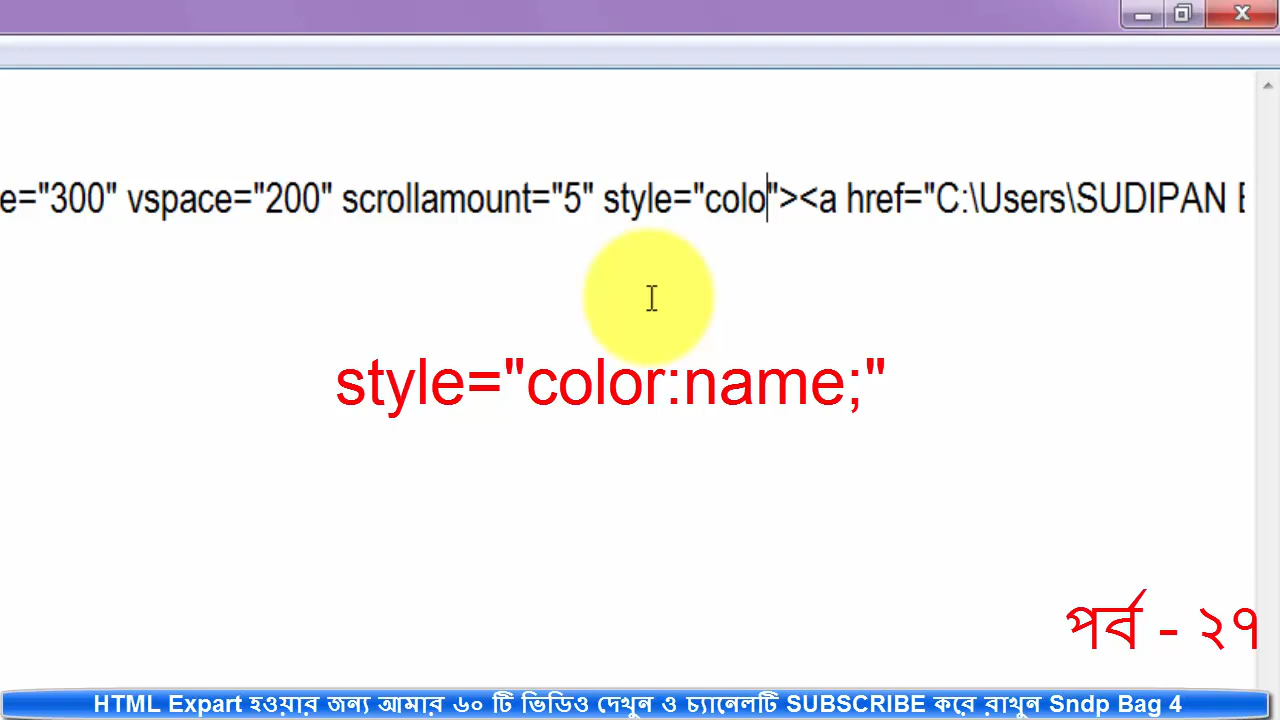 e="300" vspace="200" scrollamount="5" style="colo"><a href="C:\Users\SUDIPAN
style="color:name;"
পর্ব - ২৭
HTML Expart হওয়ার জন্য আমার ৬০ টি ভিডিও দেখুন ও চ্যানেলটি SUBSCRIBE করে রাখুন Sndp Bag 4